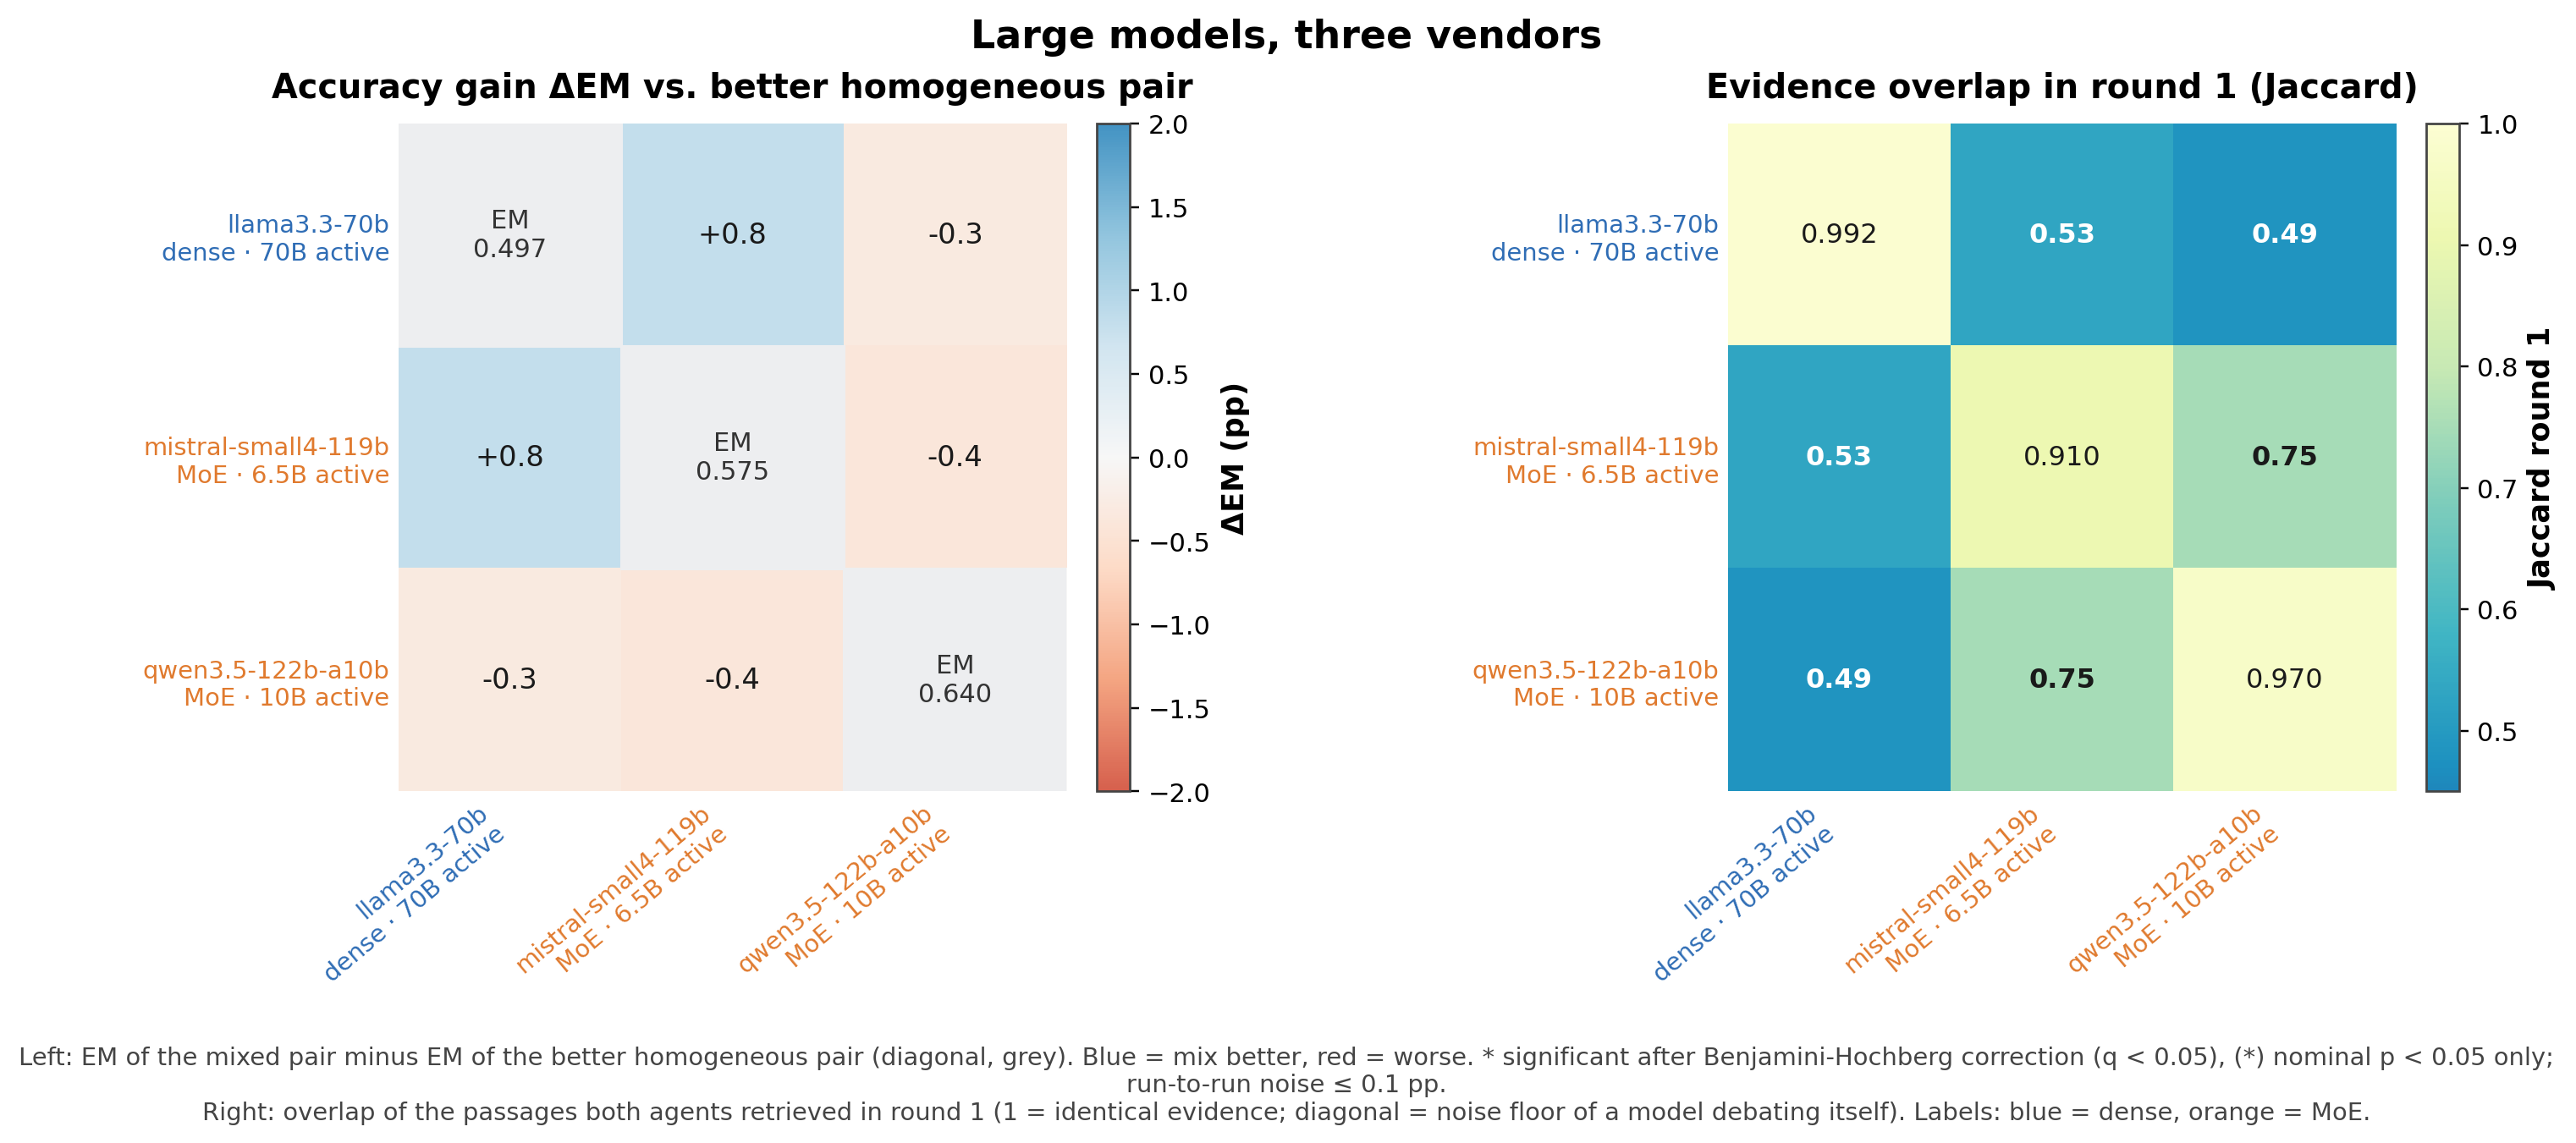 Large models, three vendors
Accuracy gain ΔEM vs. better homogeneous pair
llama3.3-70b
dense · 70B active
mistral-small4-119b
MoE · 6.5B active
qwen3.5-122b-a10b
MoE · 10B active
EM
0.497
+0.8
-0.3
+0.8
EM
0.575
-0.4
-0.3
-0.4
EM
0.640
llama3.3-70b
dense · 70B active
mistral-small4-119b
MoE · 6.5B active
qwen3.5-122b-a10b
MoE · 10B active
2.0
1.5
1.0
0.5
0.0
−0.5
−1.0
−1.5
−2.0
ΔEM (pp)
Evidence overlap in round 1 (Jaccard)
llama3.3-70b
dense · 70B active
mistral-small4-119b
MoE · 6.5B active
qwen3.5-122b-a10b
MoE · 10B active
0.992
0.53
0.49
0.53
0.910
0.75
0.49
0.75
0.970
llama3.3-70b
dense · 70B active
mistral-small4-119b
MoE · 6.5B active
qwen3.5-122b-a10b
MoE · 10B active
1.0
0.9
0.8
0.7
0.6
0.5
Jaccard round 1
Left: EM of the mixed pair minus EM of the better homogeneous pair (diagonal, grey). Blue = mix better, red = worse. * significant after Benjamini-Hochberg correction (q < 0.05), (*) nominal p < 0.05 only;
run-to-run noise ≤ 0.1 pp.
Right: overlap of the passages both agents retrieved in round 1 (1 = identical evidence; diagonal = noise floor of a model debating itself). Labels: blue = dense, orange = MoE.